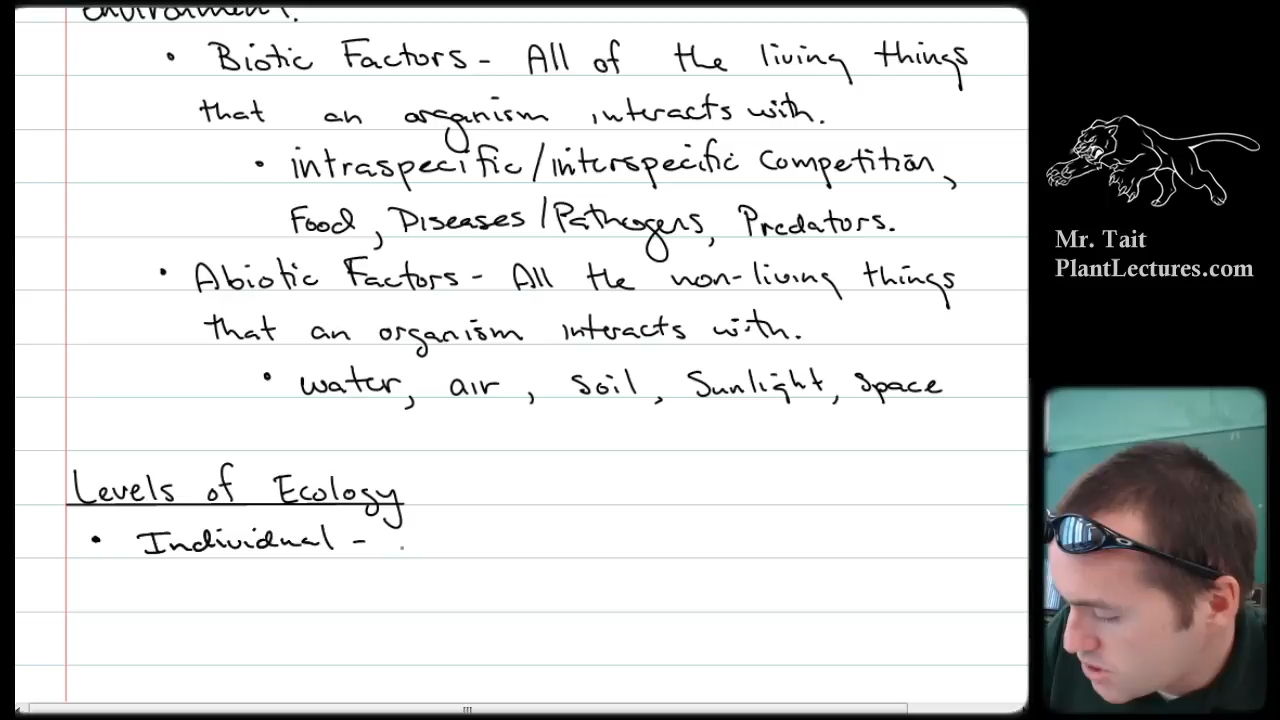 environment.
• Biotic Factors - All of the living things
that an organism interacts with.
• intraspecific/interspecific competition,
Food, Diseases/Pathogens, Predators.
• Abiotic Factors - All the non-living things
that an organism interacts with.
• water, air, soil, Sunlight, Space
Levels of Ecology
• Individual -
Mr. Tait
PlantLectures.com